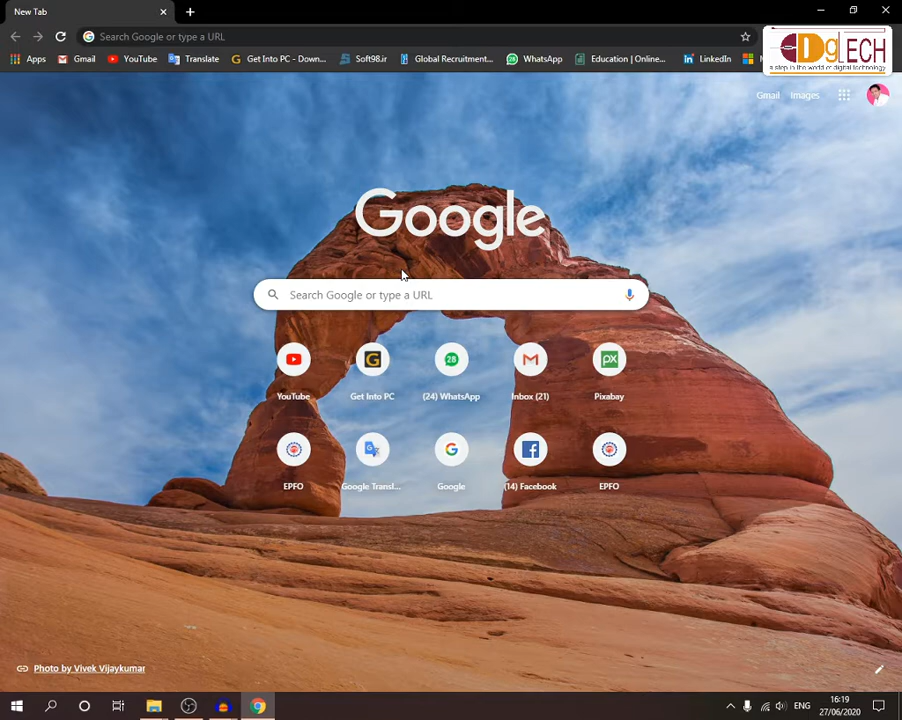 New Tab
Search Google or type a URL
Apps
Gmail
YouTube
Translate
Get Into PC - Down...
Soft98.ir
Global Recruitment...
WhatsApp
Education | Online...
LinkedIn
DgTECH
a step in the world of digital technology
Gmail
Images
Google
Search Google or type a URL
G
28
px
YouTube
Get Into PC
(24) WhatsApp
Inbox (21)
Pixabay
EPFO
Google Transl...
Google
(14) Facebook
EPFO
Photo by Vivek Vijaykumar
ENG
16:19
27/06/2020